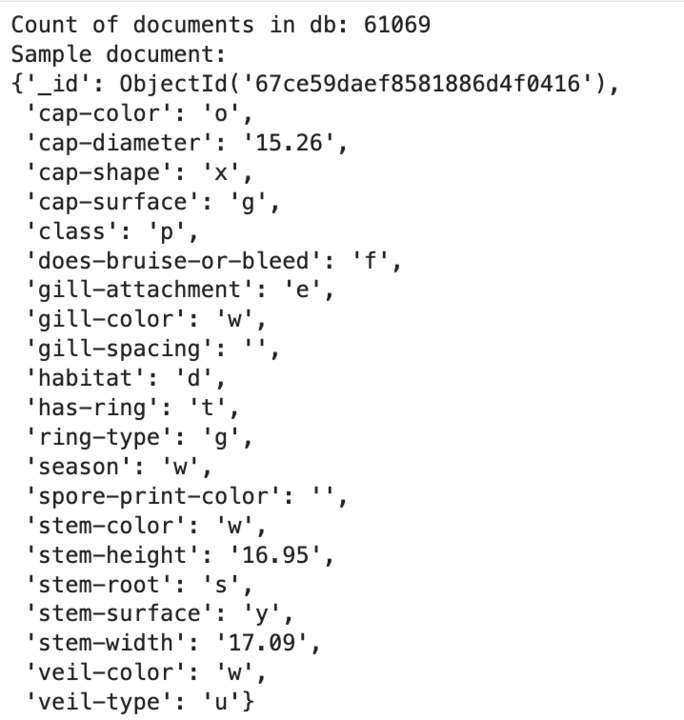 Count of documents in db: 61069
Sample document:
{'_id': ObjectId('67ce59daef8581886d4f0416'),
 'cap-color': 'o',
 'cap-diameter': '15.26',
 'cap-shape': 'x',
 'cap-surface': 'g',
 'class': 'p',
 'does-bruise-or-bleed': 'f',
 'gill-attachment': 'e',
 'gill-color': 'w',
 'gill-spacing': '',
 'habitat': 'd',
 'has-ring': 't',
 'ring-type': 'g',
 'season': 'w',
 'spore-print-color': '',
 'stem-color': 'w',
 'stem-height': '16.95',
 'stem-root': 's',
 'stem-surface': 'y',
 'stem-width': '17.09',
 'veil-color': 'w',
 'veil-type': 'u'}